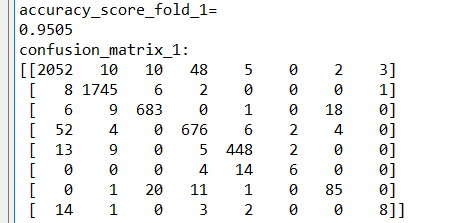 accuracy_score_fold_1=
0.9505
confusion_matrix_1:
[[2052 10 10 48 5 0 2 3]
[ 8 1745 6 2 0 0 0 1]
[ 6 9 683 0 1 0 18 0]
[ 52 4 0 676 6 2 4 0]
[ 13 9 0 5 448 2 0 0]
[ 0 0 0 4 14 6 0 0]
[ 0 1 20 11 1 0 85 0]
[ 14 1 0 3 2 0 0 8]]